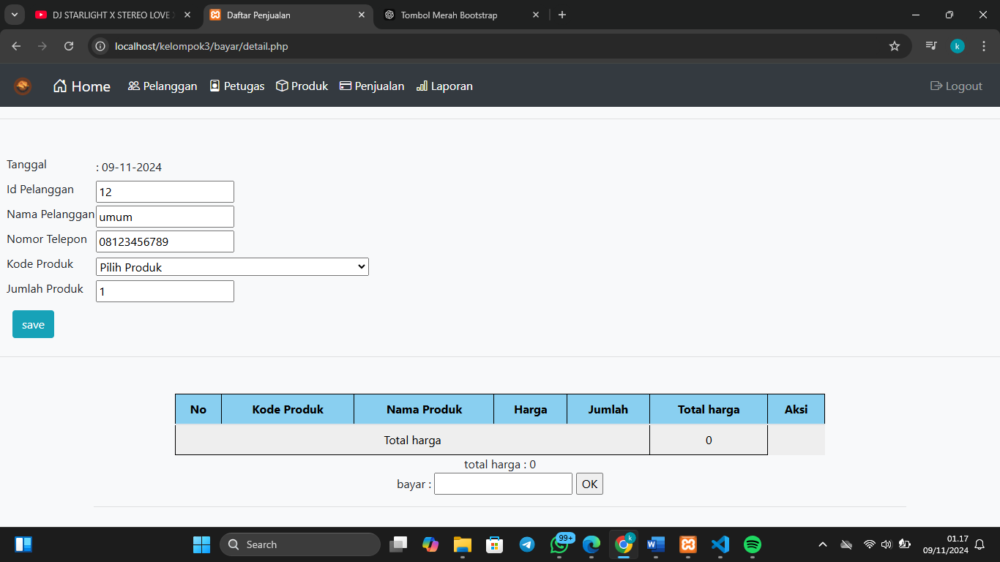 DJ STARLIGHT X STEREO LOVE
Daftar Penjualan
Tombol Merah Bootstrap
localhost/kelompok3/bayar/detail.php
k
Home
Pelanggan
Petugas
Produk
Penjualan
Laporan
Logout
Tanggal : 09-11-2024
Id Pelanggan 12
Nama Pelanggan umum
Nomor Telepon 08123456789
Kode Produk Pilih Produk
Jumlah Produk 1
save
No Kode Produk Nama Produk Harga Jumlah Total harga Aksi
Total harga 0
total harga : 0
bayar : OK
Search
99+
k
01.17
09/11/2024